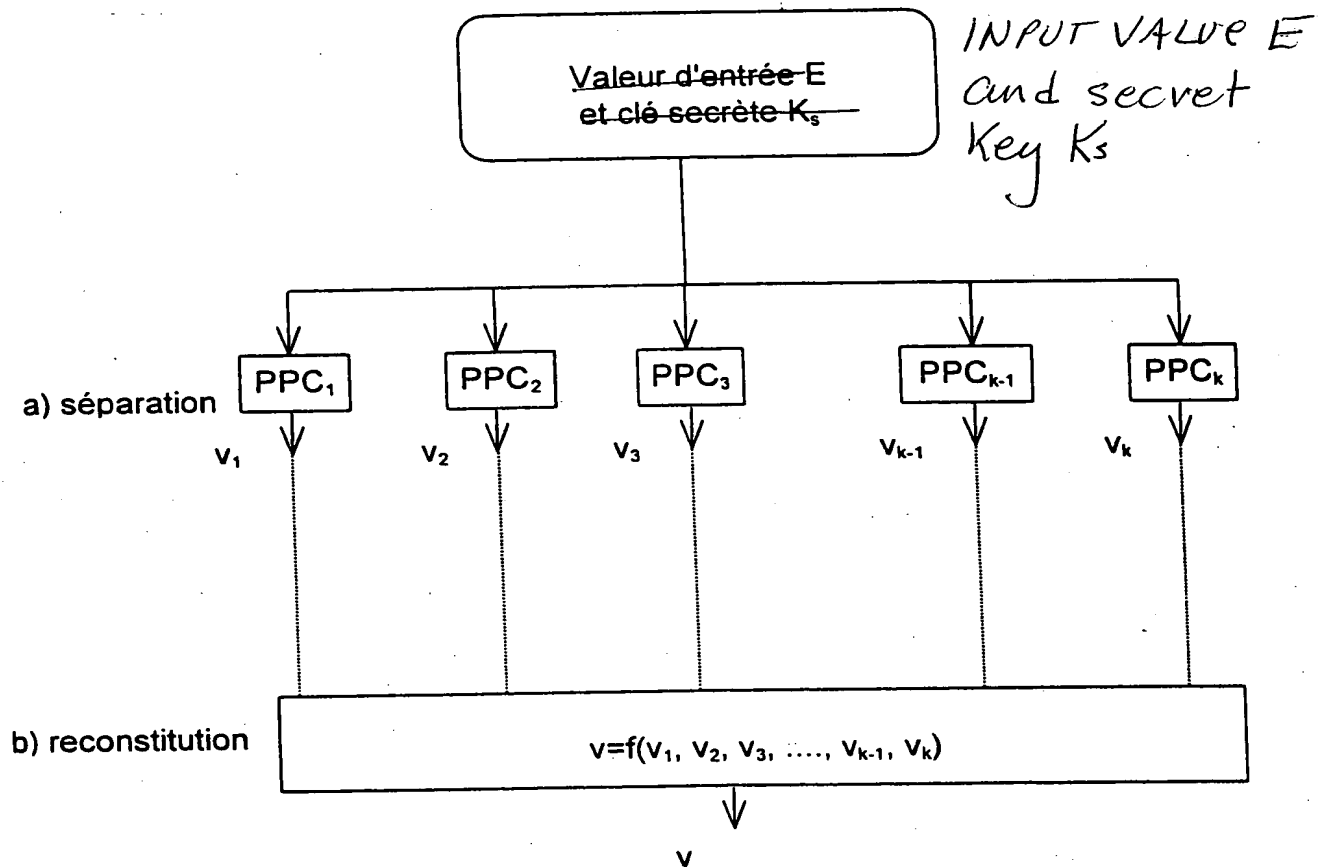 Valeur d'entrée E
et clé secrète Kₛ
INPUT VALUE E
and secret
Key Ks
a) séparation
PPC₁ PPC₂ PPC₃ PPCₖ₋₁ PPCₖ
v₁ v₂ v₃ vₖ₋₁ vₖ
b) reconstitution
v=f(v₁, v₂, v₃, ...., vₖ₋₁, vₖ)
v